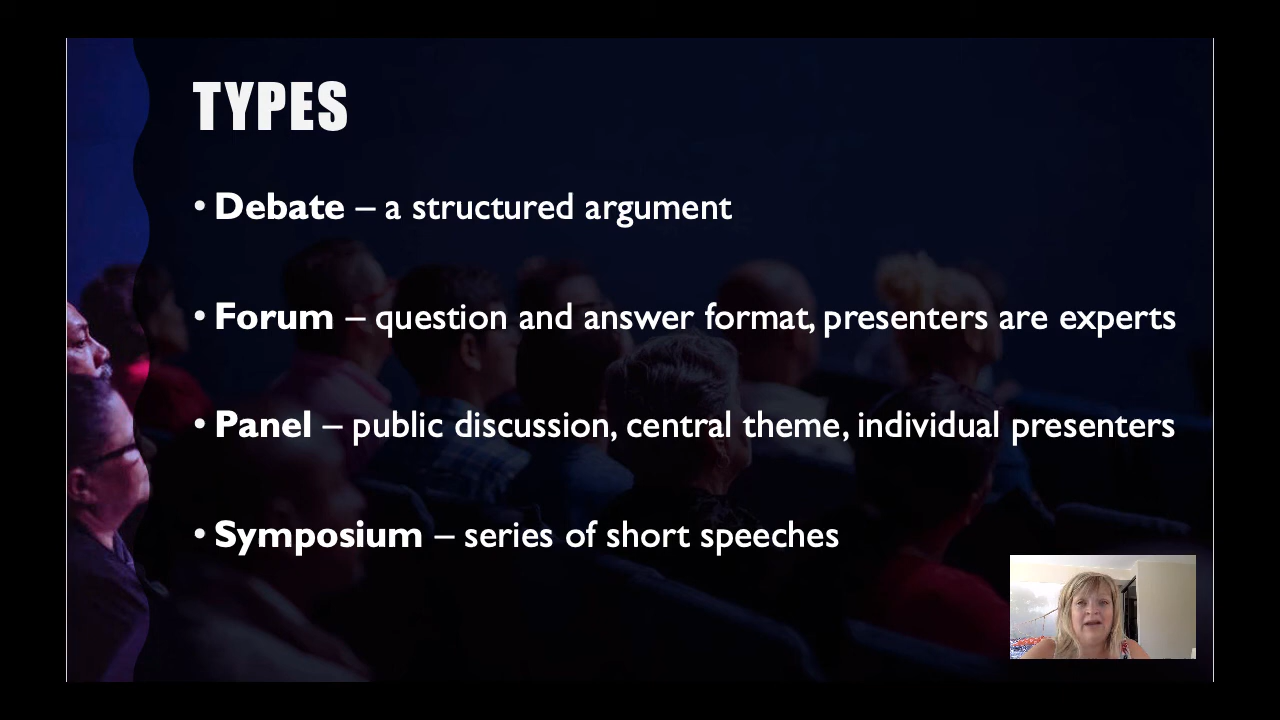 TYPES
• Debate – a structured argument
• Forum – question and answer format, presenters are experts
• Panel – public discussion, central theme, individual presenters
• Symposium – series of short speeches